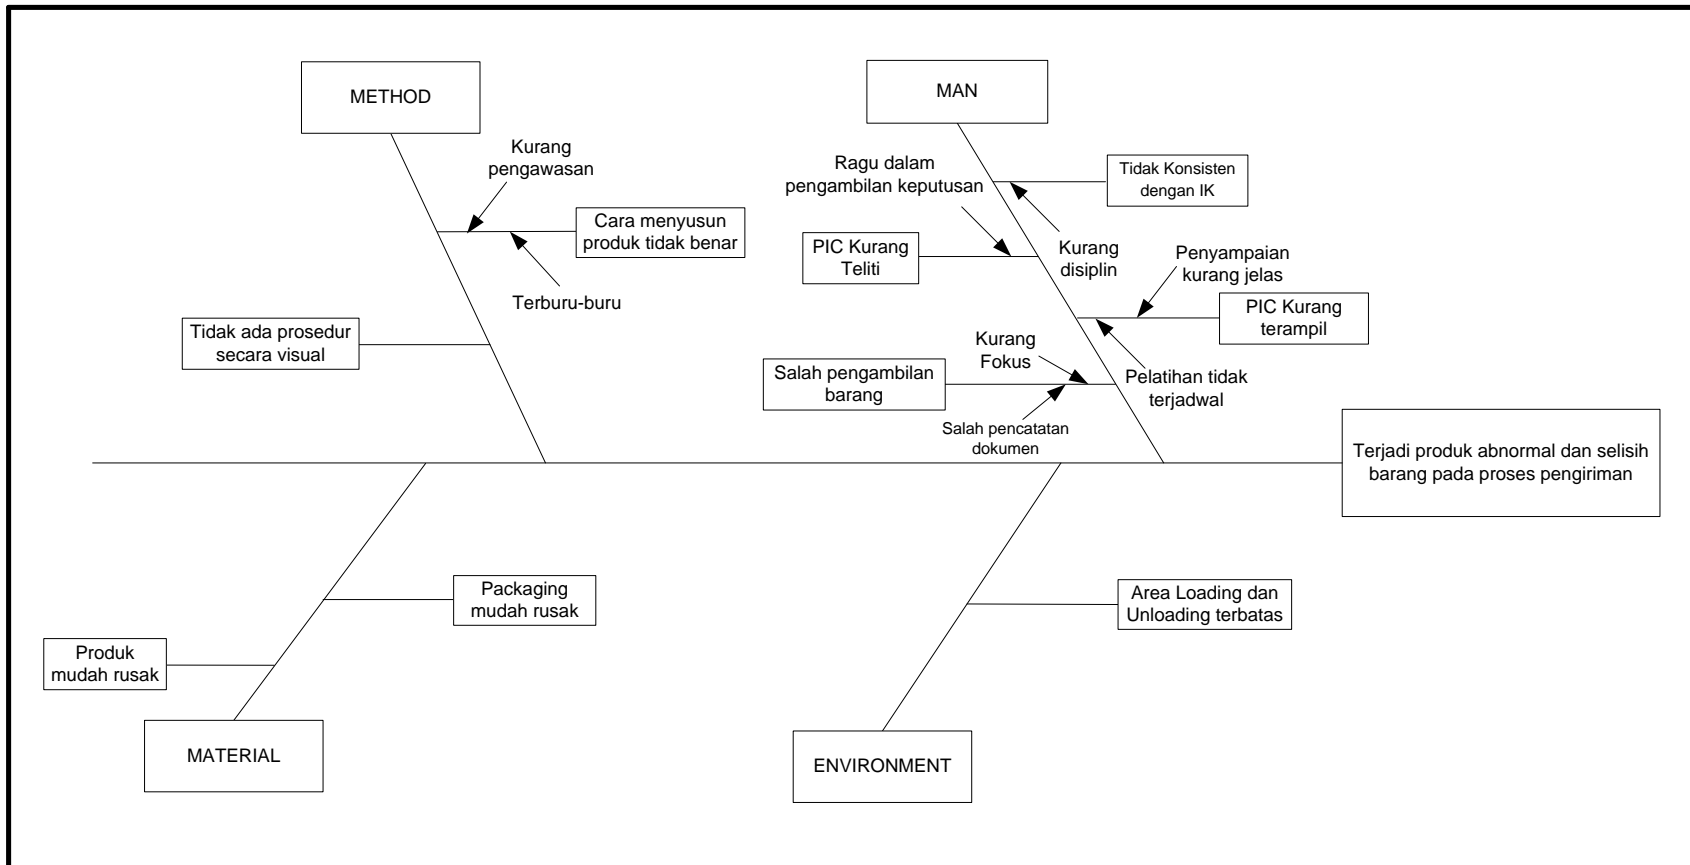 METHOD
Kurang
pengawasan
Cara menyusun
produk tidak benar
Terburu-buru
Tidak ada prosedur
secara visual
MAN
Ragu dalam
pengambilan keputusan
Tidak Konsisten
dengan IK
PIC Kurang
Teliti
Kurang
disiplin
Penyampaian
kurang jelas
PIC Kurang
terampil
Kurang
Fokus
Pelatihan tidak
terjadwal
Salah pengambilan
barang
Salah pencatatan
dokumen
Terjadi produk abnormal dan selisih
barang pada proses pengiriman
Packaging
mudah rusak
Produk
mudah rusak
MATERIAL
Area Loading dan
Unloading terbatas
ENVIRONMENT